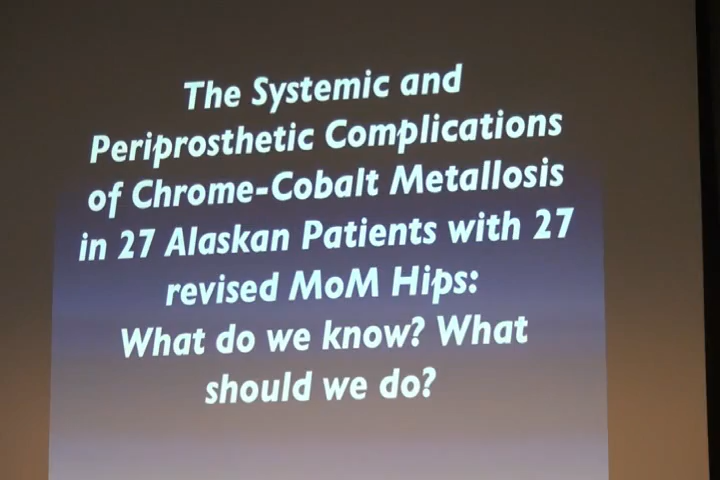 The Systemic and
Periprosthetic Complications
of Chrome-Cobalt Metallosis
in 27 Alaskan Patients with 27
revised MoM Hips:
What do we know? What
should we do?